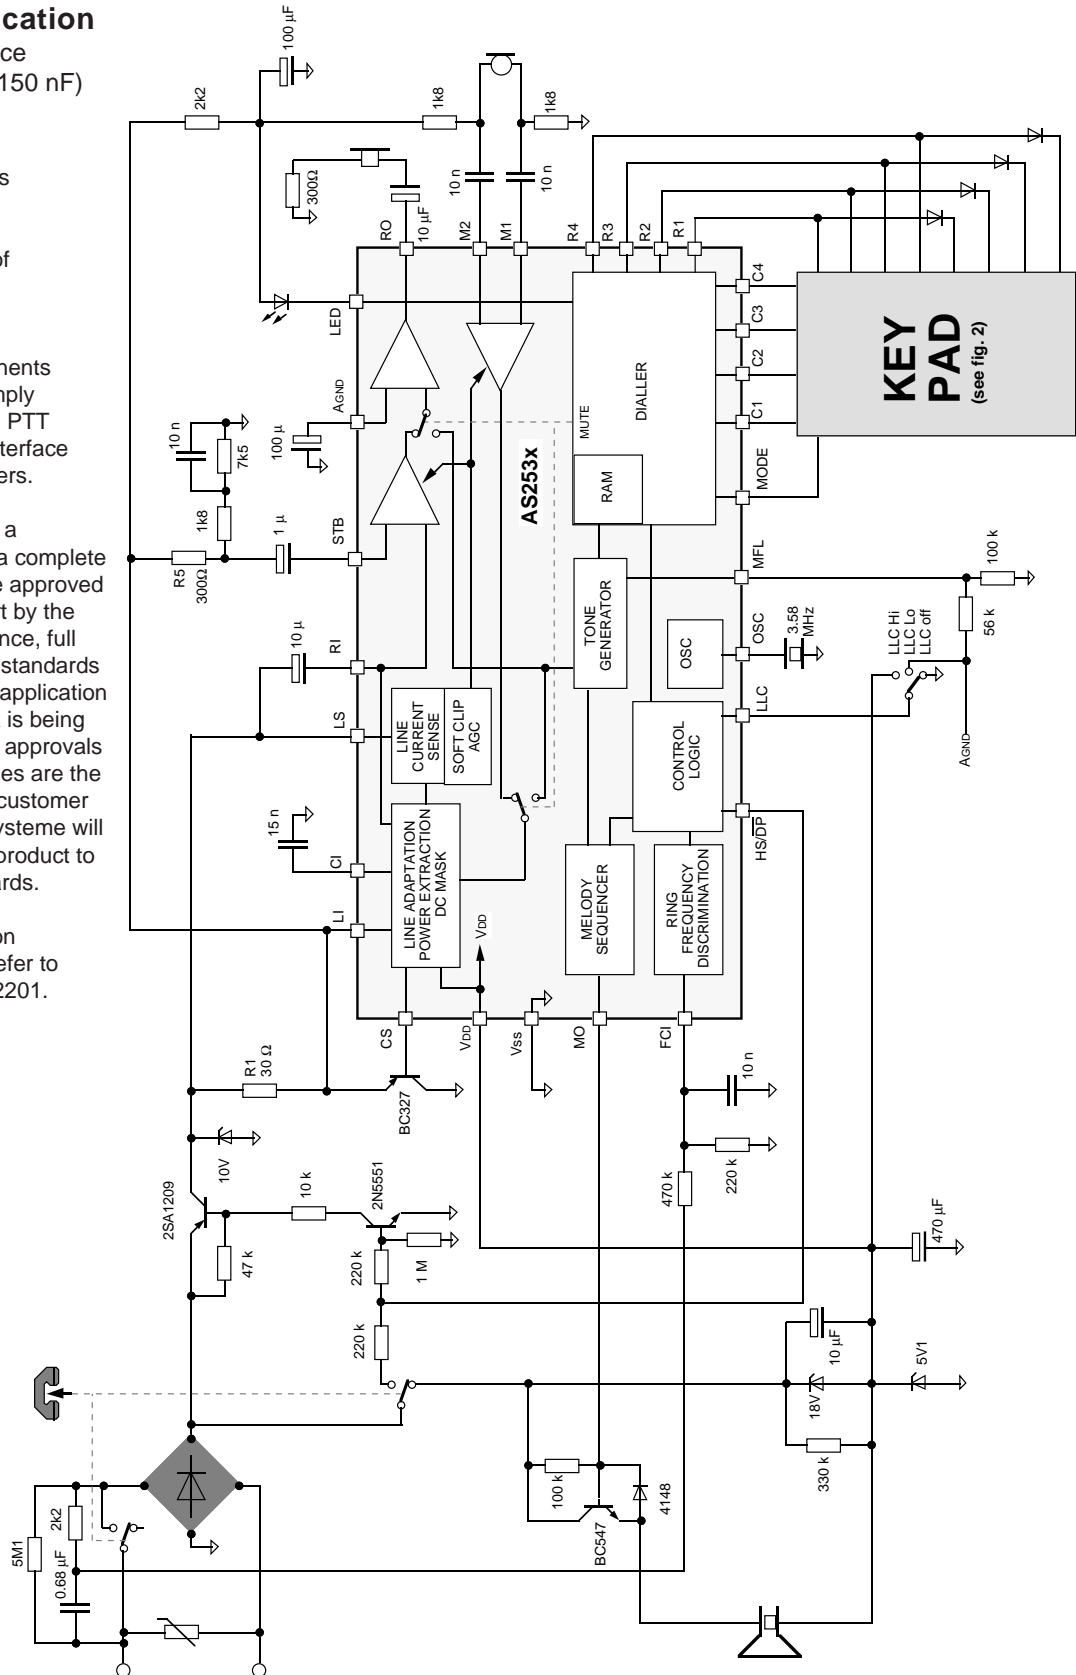 cation
ce
150 nF)
s
of
nents
nply
PTT
terface
ers.
a
a complete
e approved
rt by the
nce, full
standards
application
is being
approvals
es are the
customer
ysteme will
product to
ards.
on
efer to
2201.
100 µF
2k2
1k8
1k8
300Ω
10 µF
10 n
10 n
RO
M2
M1
R4
R3
R2
R1
LED
AGND
100 µ
STB
1 µ
10 n
7k5
1k8
R5
300Ω
RI
10 µ
LS
CI
15 n
LI
MUTE
DIALLER
RAM
AS253x
TONE
GENERATOR
OSC
LINE
CURRENT
SENSE
SOFT CLIP
AGC
LINE ADAPTATION
POWER EXTRACTION
DC MASK
CONTROL
LOGIC
MELODY
SEQUENCER
RING
FREQUENCY
DISCRIMINATION
VDD
C4
C3
C2
C1
MODE
KEY
PAD
(see fig. 2)
MFL
100 k
56 k
OSC
3.58
MHz
LLC
LLC Hi
LLC Lo
LLC off
AGND
HS/DP
CS
VDD
Vss
MO
FCI
R1
30 Ω
BC327
10 n
10V
2SA1209
10 k
2N5551
470 k
220 k
47 k
220 k
1 M
470 µF
220 k
10 µF
18V
5V1
330 k
100 k
4148
BC547
5M1
2k2
0.68 µF